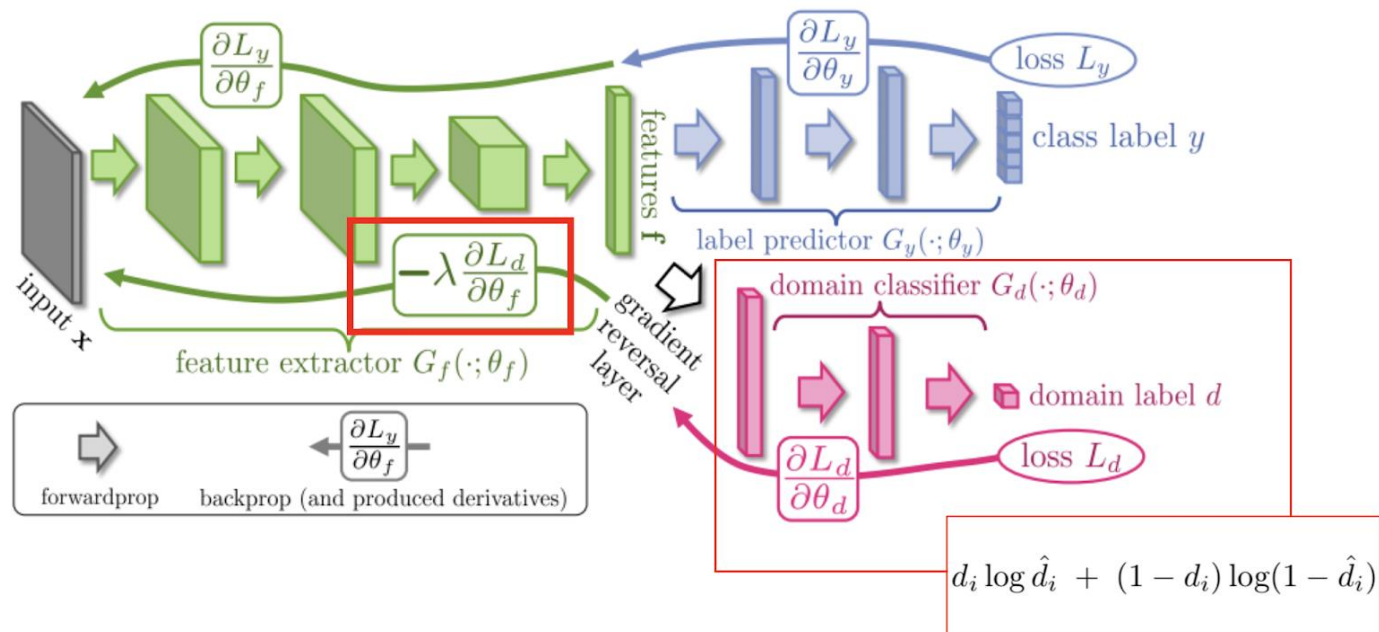 ∂L_y/∂θ_f
∂L_y/∂θ_y
loss L_y
features f
class label y
label predictor G_y(·; θ_y)
−λ ∂L_d/∂θ_f
input x
feature extractor G_f(·; θ_f)
gradient
reversal
layer
domain classifier G_d(·; θ_d)
domain label d
∂L_d/∂θ_d
loss L_d
∂L_y/∂θ_f
forwardprop
backprop (and produced derivatives)
d_i log d̂_i + (1 − d_i) log(1 − d̂_i)